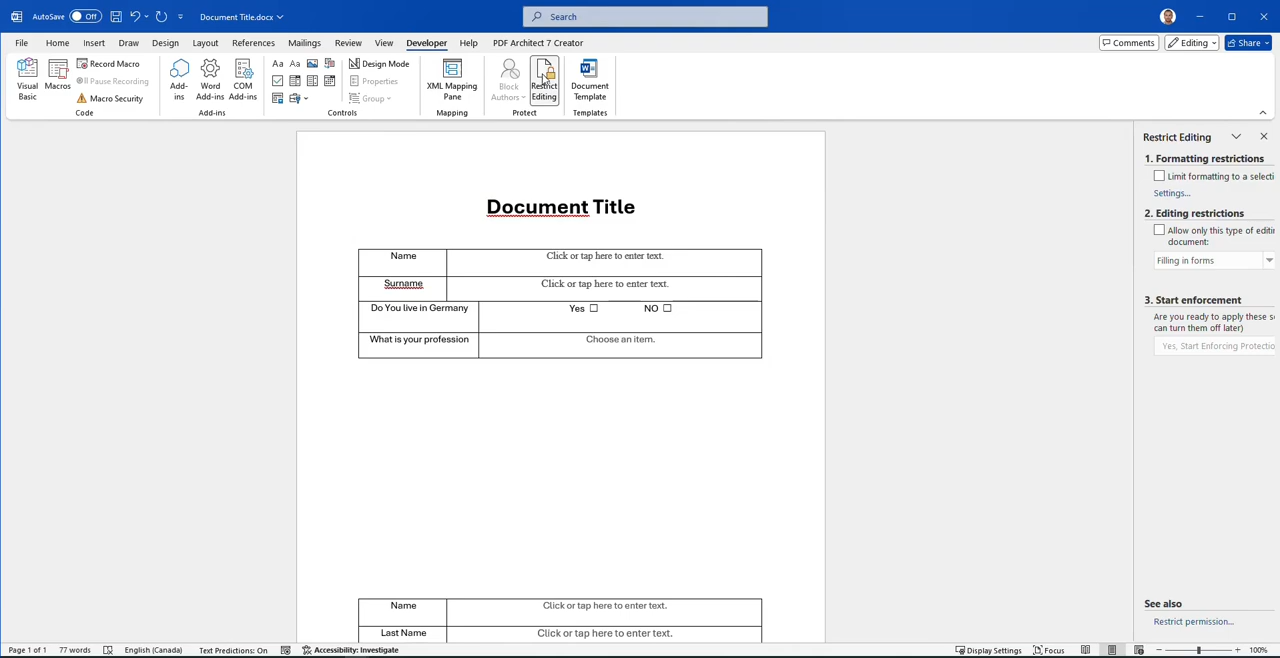 AutoSave Off Document Title.docx Search
File Home Insert Draw Design Layout References Mailings Review View Developer Help PDF Architect 7 Creator Comments Editing Share
Visual Basic
Macros
Record Macro
Pause Recording
Macro Security
Code
Add-ins
Word Add-ins
COM Add-ins
Add-ins
Aa Aa
Design Mode
Properties
Group
Controls
XML Mapping Pane
Mapping
Block Authors
Restrict Editing
Protect
Document Template
Templates
Document Title
Name Click or tap here to enter text.
Surname Click or tap here to enter text.
Do You live in Germany Yes ☐ NO ☐
What is your profession Choose an item.
Name Click or tap here to enter text.
Last Name Click or tap here to enter text.
Restrict Editing
1. Formatting restrictions
Limit formatting to a selecti
Settings...
2. Editing restrictions
Allow only this type of editin
document:
Filling in forms
3. Start enforcement
Are you ready to apply these s
can turn them off later)
Yes, Start Enforcing Protectio
See also
Restrict permission...
Page 1 of 1 77 words English (Canada) Text Predictions: On Accessibility: Investigate Display Settings Focus 100%